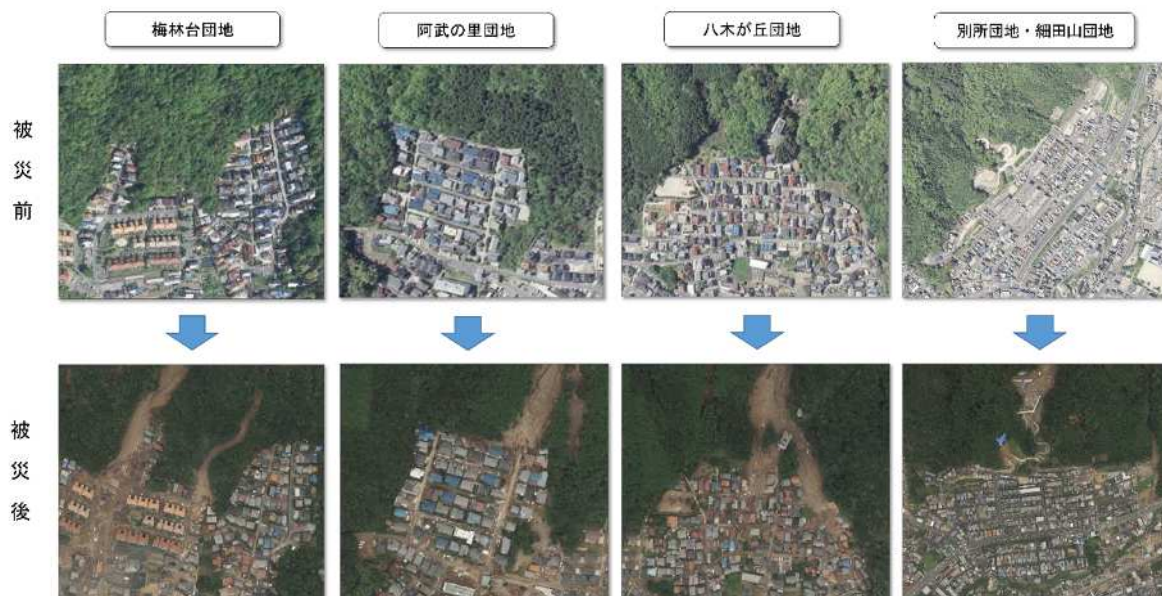 梅林台団地
阿武の里団地
八木が丘団地
別所団地・細田山団地
被災前
被災後